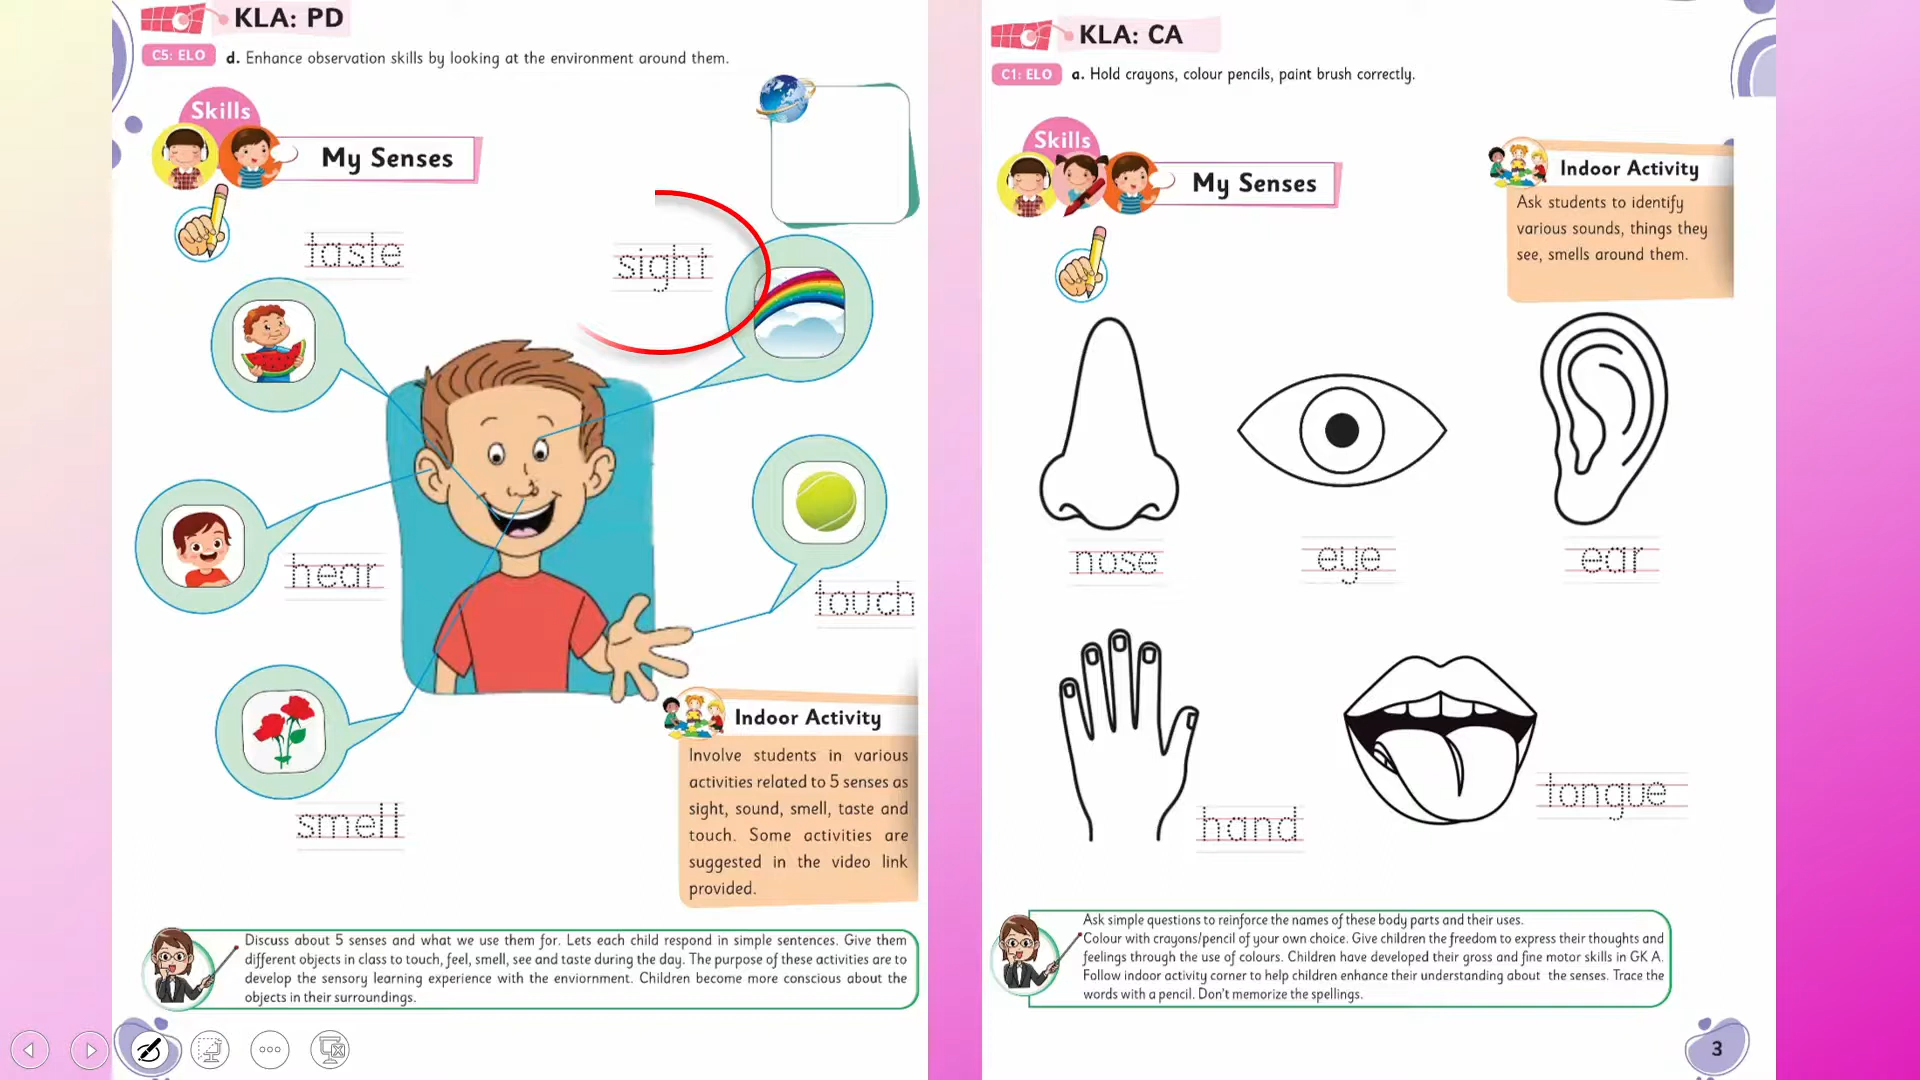 KLA: PD
C5: ELO d. Enhance observation skills by looking at the environment around them.
Skills
My Senses
taste
sight
hear
touch
smell
Indoor Activity
Involve students in various
activities related to 5 senses as
sight, sound, smell, taste and
touch. Some activities are
suggested in the video link
provided.
Discuss about 5 senses and what we use them for. Lets each child respond in simple sentences. Give them
different objects in class to touch, feel, smell, see and taste during the day. The purpose of these activities are to
develop the sensory learning experience with the enviornment. Children become more conscious about the
objects in their surroundings.
KLA: CA
C1: ELO a. Hold crayons, colour pencils, paint brush correctly.
Skills
My Senses
Indoor Activity
Ask students to identify
various sounds, things they
see, smells around them.
nose
eye
ear
hand
tongue
Ask simple questions to reinforce the names of these body parts and their uses.
Colour with crayons/pencil of your own choice. Give children the freedom to express their thoughts and
feelings through the use of colours. Children have developed their gross and fine motor skills in GK A.
Follow indoor activity corner to help children enhance their understanding about the senses. Trace the
words with a pencil. Don't memorize the spellings.
3